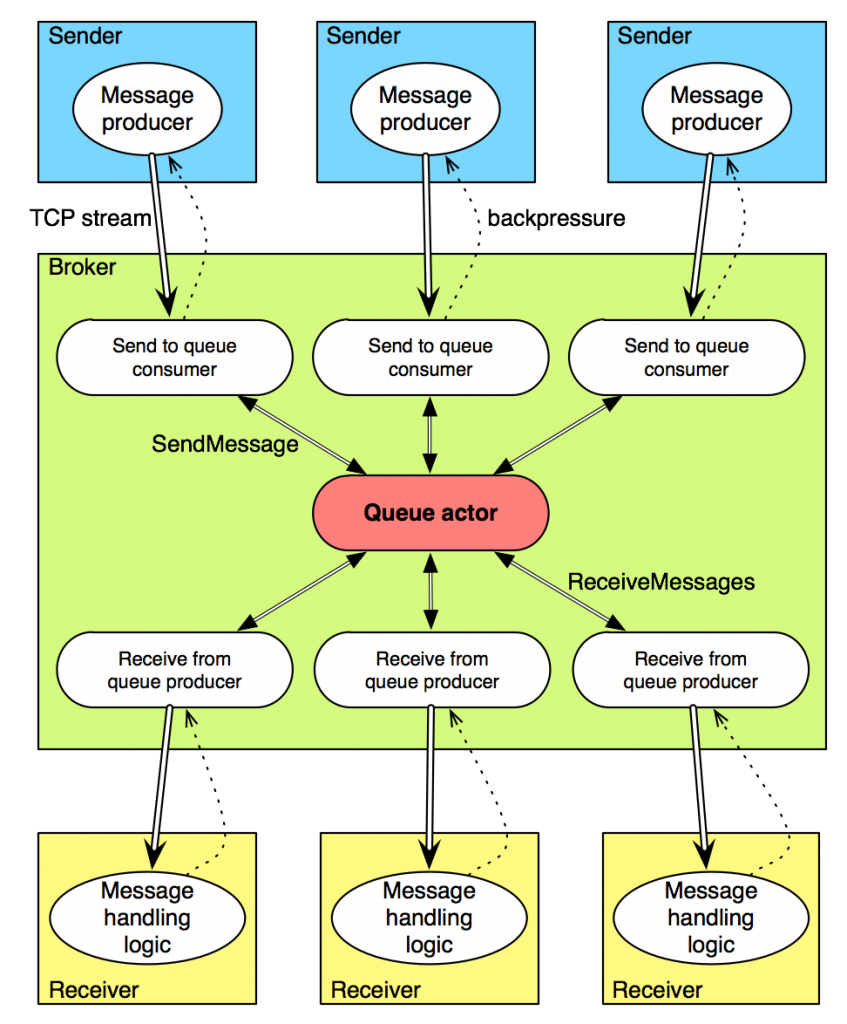 Sender
Sender
Sender
Message
producer
Message
producer
Message
producer
TCP stream
backpressure
Broker
Send to queue
consumer
Send to queue
consumer
Send to queue
consumer
SendMessage
Queue actor
ReceiveMessages
Receive from
queue producer
Receive from
queue producer
Receive from
queue producer
Message
handling
logic
Message
handling
logic
Message
handling
logic
Receiver
Receiver
Receiver